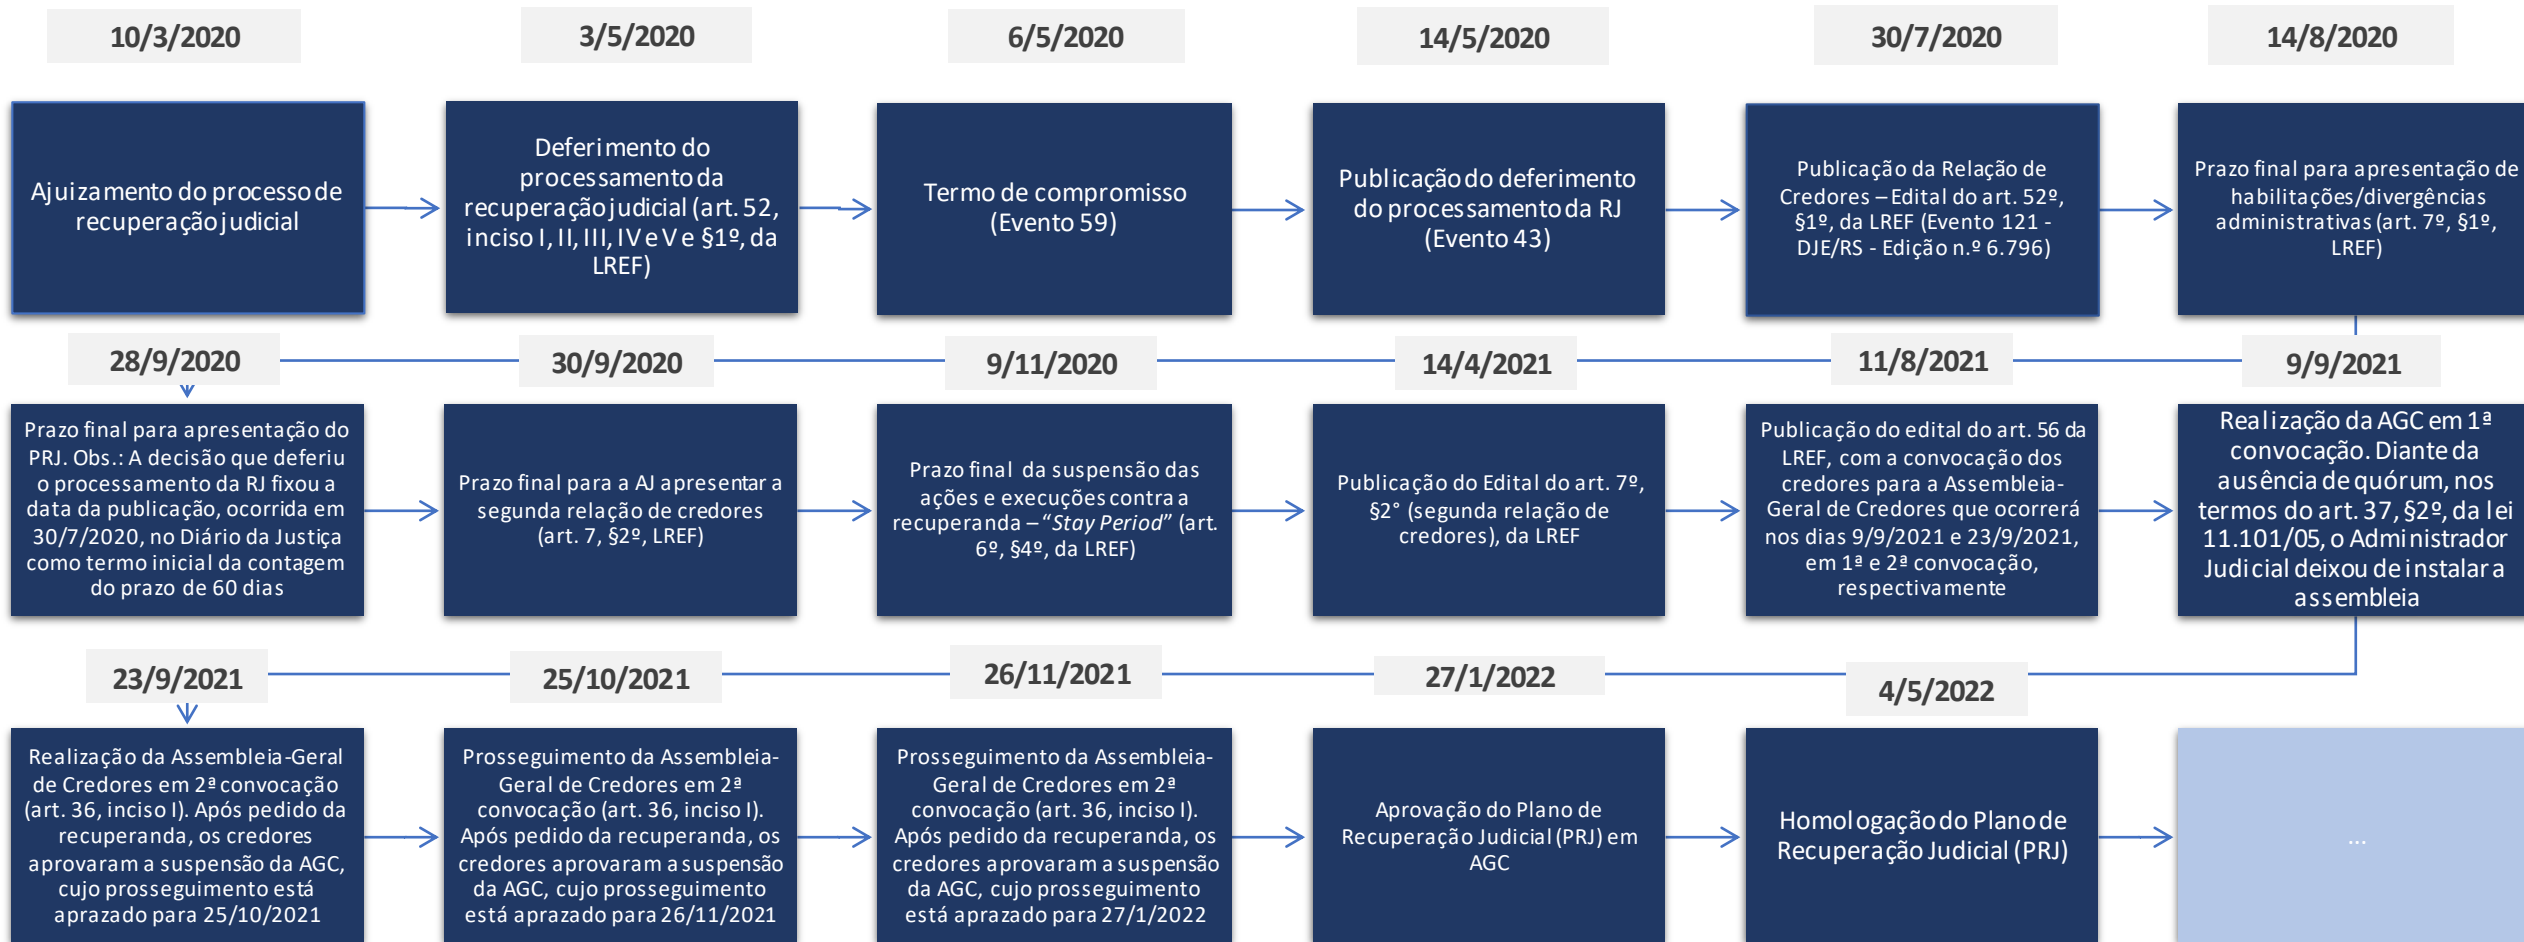 10/3/2020
3/5/2020
6/5/2020
14/5/2020
30/7/2020
14/8/2020
Ajuizamento do processo de
recuperação judicial
Deferimento do
processamento da
recuperação judicial (art. 52,
inciso I, II, III, IV e V e §1º, da
LREF)
Termo de compromisso
(Evento 59)
Publicação do deferimento
do processamento da RJ
(Evento 43)
Publicação da Relação de
Credores – Edital do art. 52º,
§1º, da LREF (Evento 121 -
DJE/RS - Edição n.º 6.796)
Prazo final para apresentação de
habilitações/divergências
administrativas (art. 7º, §1º,
LREF)
28/9/2020
30/9/2020
9/11/2020
14/4/2021
11/8/2021
9/9/2021
Prazo final para apresentação do
PRJ. Obs.: A decisão que deferiu
o processamento da RJ fixou a
data da publicação, ocorrida em
30/7/2020, no Diário da Justiça
como termo inicial da contagem
do prazo de 60 dias
Prazo final para a AJ apresentar a
segunda relação de credores
(art. 7, §2º, LREF)
Prazo final da suspensão das
ações e execuções contra a
recuperanda – “Stay Period” (art.
6º, §4º, da LREF)
Publicação do Edital do art. 7º,
§2° (segunda relação de
credores), da LREF
Publicação do edital do art. 56 da
LREF, com a convocação dos
credores para a Assembleia-
Geral de Credores que ocorrerá
nos dias 9/9/2021 e 23/9/2021,
em 1ª e 2ª convocação,
respectivamente
Realização da AGC em 1ª
convocação. Diante da
ausência de quórum, nos
termos do art. 37, §2º, da lei
11.101/05, o Administrador
Judicial deixou de instalar a
assembleia
23/9/2021
25/10/2021
26/11/2021
27/1/2022
4/5/2022
Realização da Assembleia-Geral
de Credores em 2ª convocação
(art. 36, inciso I). Após pedido da
recuperanda, os credores
aprovaram a suspensão da AGC,
cujo prosseguimento está
aprazado para 25/10/2021
Prosseguimento da Assembleia-
Geral de Credores em 2ª
convocação (art. 36, inciso I).
Após pedido da recuperanda, os
credores aprovaram a suspensão
da AGC, cujo prosseguimento
está aprazado para 26/11/2021
Prosseguimento da Assembleia-
Geral de Credores em 2ª
convocação (art. 36, inciso I).
Após pedido da recuperanda, os
credores aprovaram a suspensão
da AGC, cujo prosseguimento
está aprazado para 27/1/2022
Aprovação do Plano de
Recuperação Judicial (PRJ) em
AGC
Homologação do Plano de
Recuperação Judicial (PRJ)
...